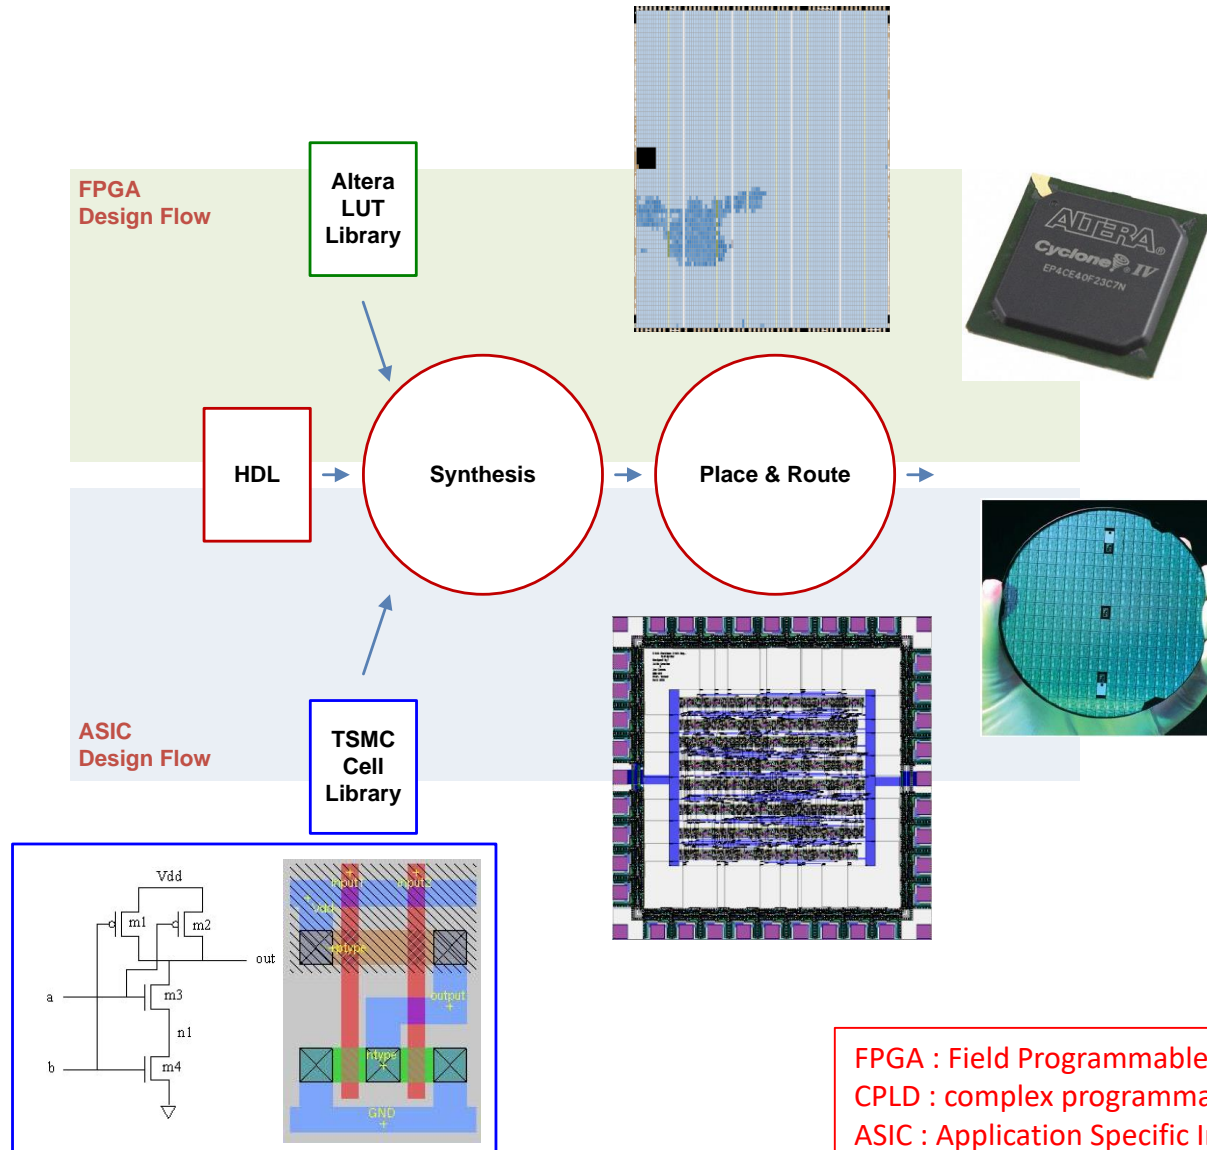 FPGA
Design Flow
Altera
LUT
Library
ALTERA®
Cyclone® IV
EP4CE40F23C7N
HDL
Synthesis
Place & Route
ASIC
Design Flow
TSMC
Cell
Library
Vdd
m1
m2
out
a
m3
n1
b
m4
input1
input2
vdd
ptype
output
ntype
GND
FPGA : Field Programmable
CPLD : complex
ASIC : Application Specific